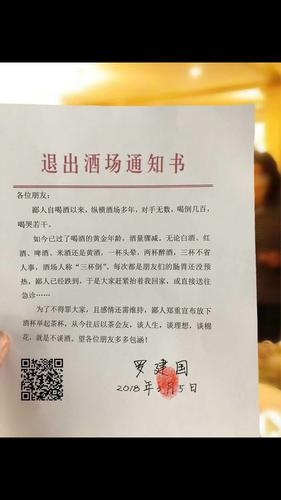 退出酒场通知书
各位朋友：
鄙人自喝酒以来，纵横酒场多年，对手无数，喝倒几百，
喝哭若干。
如今已过了喝酒的黄金年龄，酒量骤减。无论白酒、红
酒、啤酒、米酒还是黄酒，一杯头晕，两杯醉酒，三杯不省
人事，酒场人称“三杯倒”，每次都是朋友们的肠胃还没预
热，鄙人已经跌到，于是大家赶紧抬着我回家，或直接送往
急诊……
为了不得罪大家，且感情还需维持，鄙人郑重宣布放下
酒杯举起茶杯，从今往后以茶会友，谈人生，谈理想，谈棉
花，就是不谈酒，望各位朋友多多包涵！
罗建国
2018年3月5日